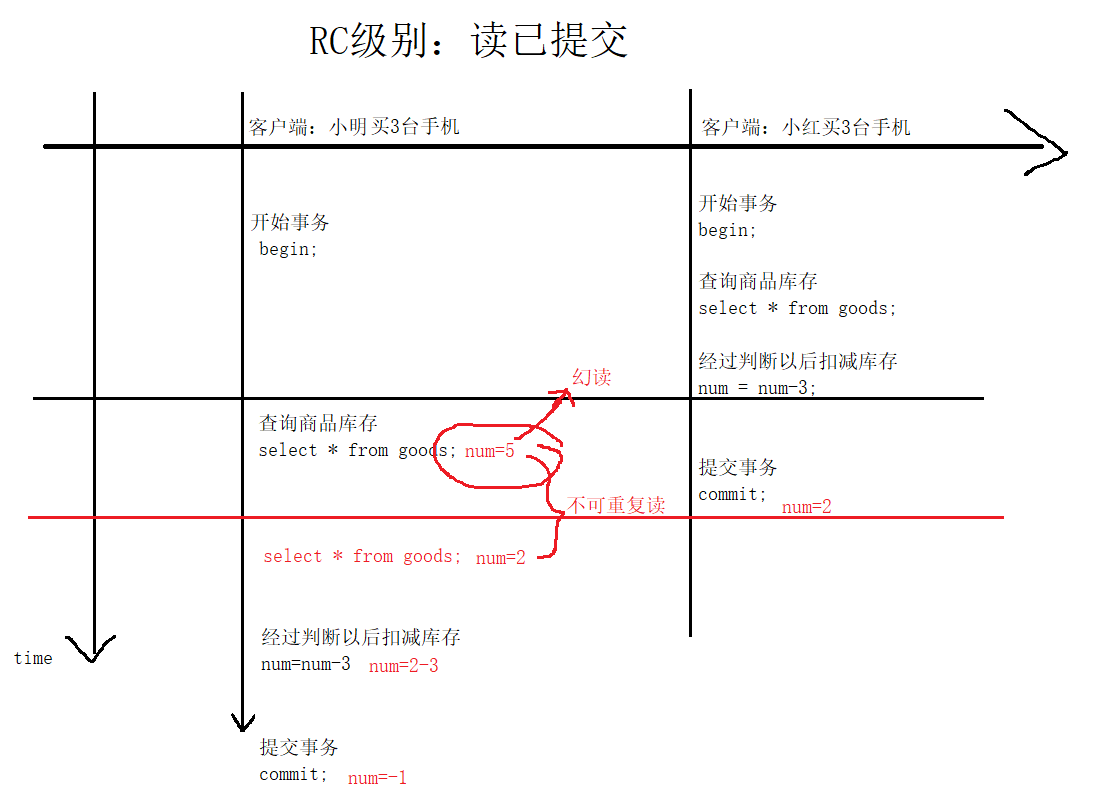 RC级别：读已提交
客户端：小明买3台手机
客户端：小红买3台手机
开始事务
begin;
开始事务
begin;
查询商品库存
select * from goods;
经过判断以后扣减库存
num = num-3;
幻读
查询商品库存
select * from goods; num=5
提交事务
commit; num=2
不可重复读
select * from goods; num=2
经过判断以后扣减库存
num=num-3 num=2-3
time
提交事务
commit; num=-1